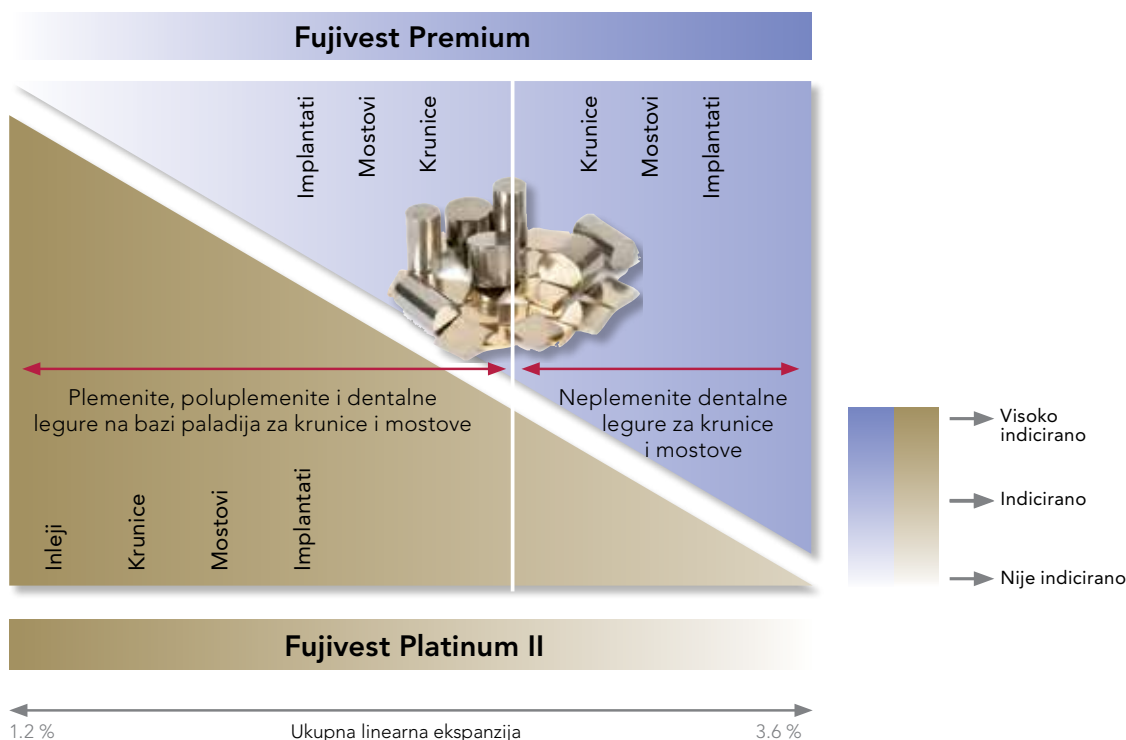 Fujivest Premium
Implantati
Mostovi
Krunice
Krunice
Mostovi
Implantati
Plemenite, poluplemenite i dentalne
legure na bazi paladija za krunice i mostove
Neplemenite dentalne
legure za krunice
i mostove
Visoko
indicirano
Indicirano
Nije indicirano
Inleji
Krunice
Mostovi
Implantati
Fujivest Platinum II
1.2 %
Ukupna linearna ekspanzija
3.6 %